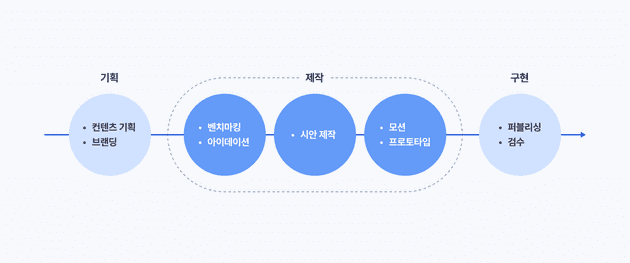 기획
제작
구현
• 컨텐츠 기획
• 브랜딩
• 벤치마킹
• 아이데이션
• 시안 제작
• 모션
• 프로토타입
• 퍼블리싱
• 검수